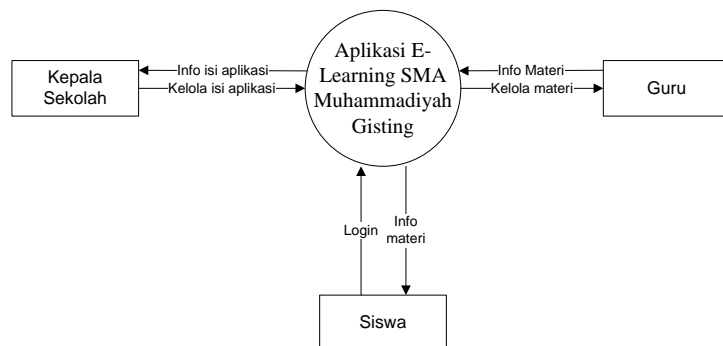 Aplikasi E-
Learning SMA
Muhammadiyah
Gisting
Kepala
Sekolah
Info isi aplikasi
Kelola isi aplikasi
Info Materi
Kelola materi
Guru
Login
Info
materi
Siswa